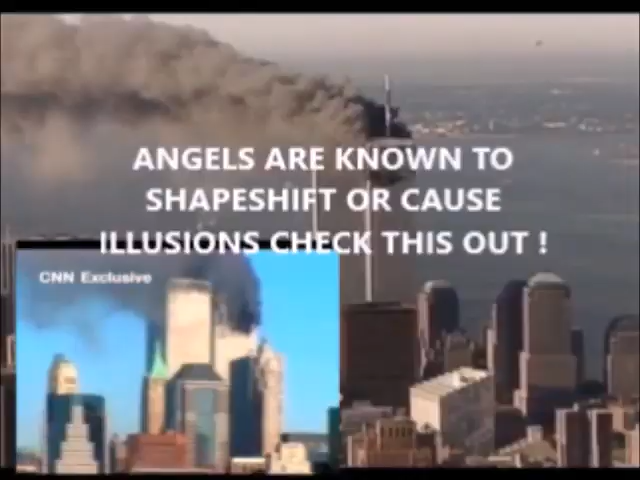 ANGELS ARE KNOWN TO
SHAPESHIFT OR CAUSE
ILLUSIONS CHECK THIS OUT !
CNN Exclusive